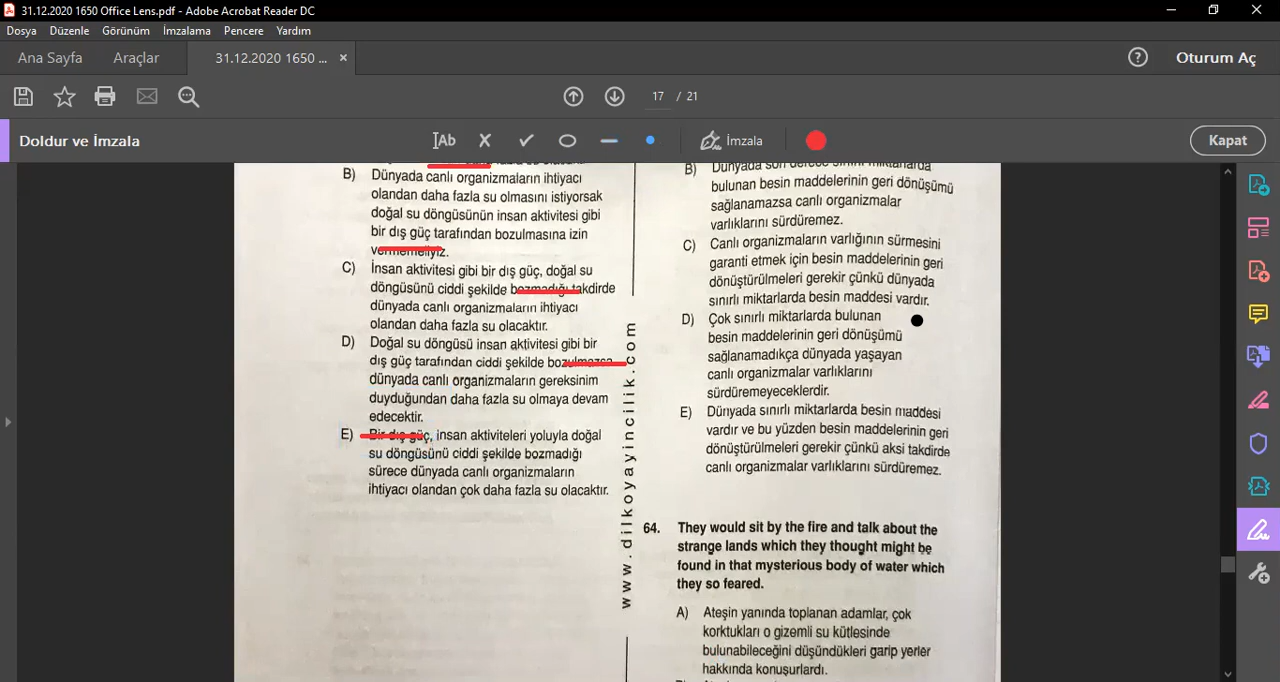 31.12.2020 1650 Office Lens.pdf - Adobe Acrobat Reader DC
Dosya Düzenle Görünüm İmzalama Pencere Yardım
Ana Sayfa Araçlar 31.12.2020 1650 ... × ? Oturum Aç
17 / 21
Doldur ve İmzala Ab İmzala Kapat
B) Dünyada canlı organizmaların ihtiyacı
olandan daha fazla su olmasını istiyorsak
doğal su döngüsünün insan aktivitesi gibi
bir dış güç tarafından bozulmasına izin
vermemeliyiz.
C) İnsan aktivitesi gibi bir dış güç, doğal su
döngüsünü ciddi şekilde bozmadığı takdirde
dünyada canlı organizmaların ihtiyacı
olandan daha fazla su olacaktır.
D) Doğal su döngüsü insan aktivitesi gibi bir
dış güç tarafından ciddi şekilde bozulmazsa
dünyada canlı organizmaların gereksinim
duyduğundan daha fazla su olmaya devam
edecektir.
E) Bir dış güç, insan aktiviteleri yoluyla doğal
su döngüsünü ciddi şekilde bozmadığı
sürece dünyada canlı organizmaların
ihtiyacı olandan çok daha fazla su olacaktır.
www.dilkoyayincilik.com
B) Dünyada son derece sınırlı miktarlarda
bulunan besin maddelerinin geri dönüşümü
sağlanamazsa canlı organizmalar
varlıklarını sürdüremez.
C) Canlı organizmaların varlığının sürmesini
garanti etmek için besin maddelerinin geri
dönüştürülmeleri gerekir çünkü dünyada
sınırlı miktarlarda besin maddesi vardır.
D) Çok sınırlı miktarlarda bulunan
besin maddelerinin geri dönüşümü
sağlanamadıkça dünyada yaşayan
canlı organizmalar varlıklarını
sürdüremeyeceklerdir.
E) Dünyada sınırlı miktarlarda besin maddesi
vardır ve bu yüzden besin maddelerinin geri
dönüştürülmeleri gerekir çünkü aksi takdirde
canlı organizmalar varlıklarını sürdüremez.
64. They would sit by the fire and talk about the
strange lands which they thought might be
found in that mysterious body of water which
they so feared.
A) Ateşin yanında toplanan adamlar, çok
korktukları o gizemli su kütlesinde
bulunabileceğini düşündükleri garip yerler
hakkında konuşurlardı.